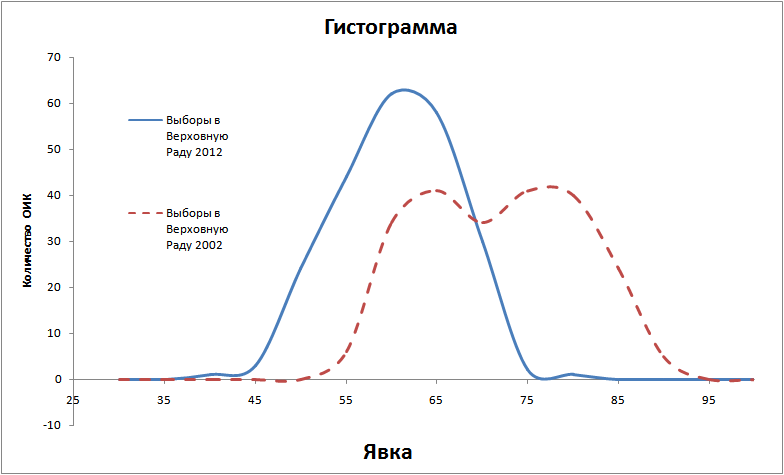 Гистограмма
70
60
50
40
30
20
10
0
-10
Количество ОИК
Выборы в
Верховную
Раду 2012
Выборы в
Верховную
Раду 2002
25 35 45 55 65 75 85 95
Явка